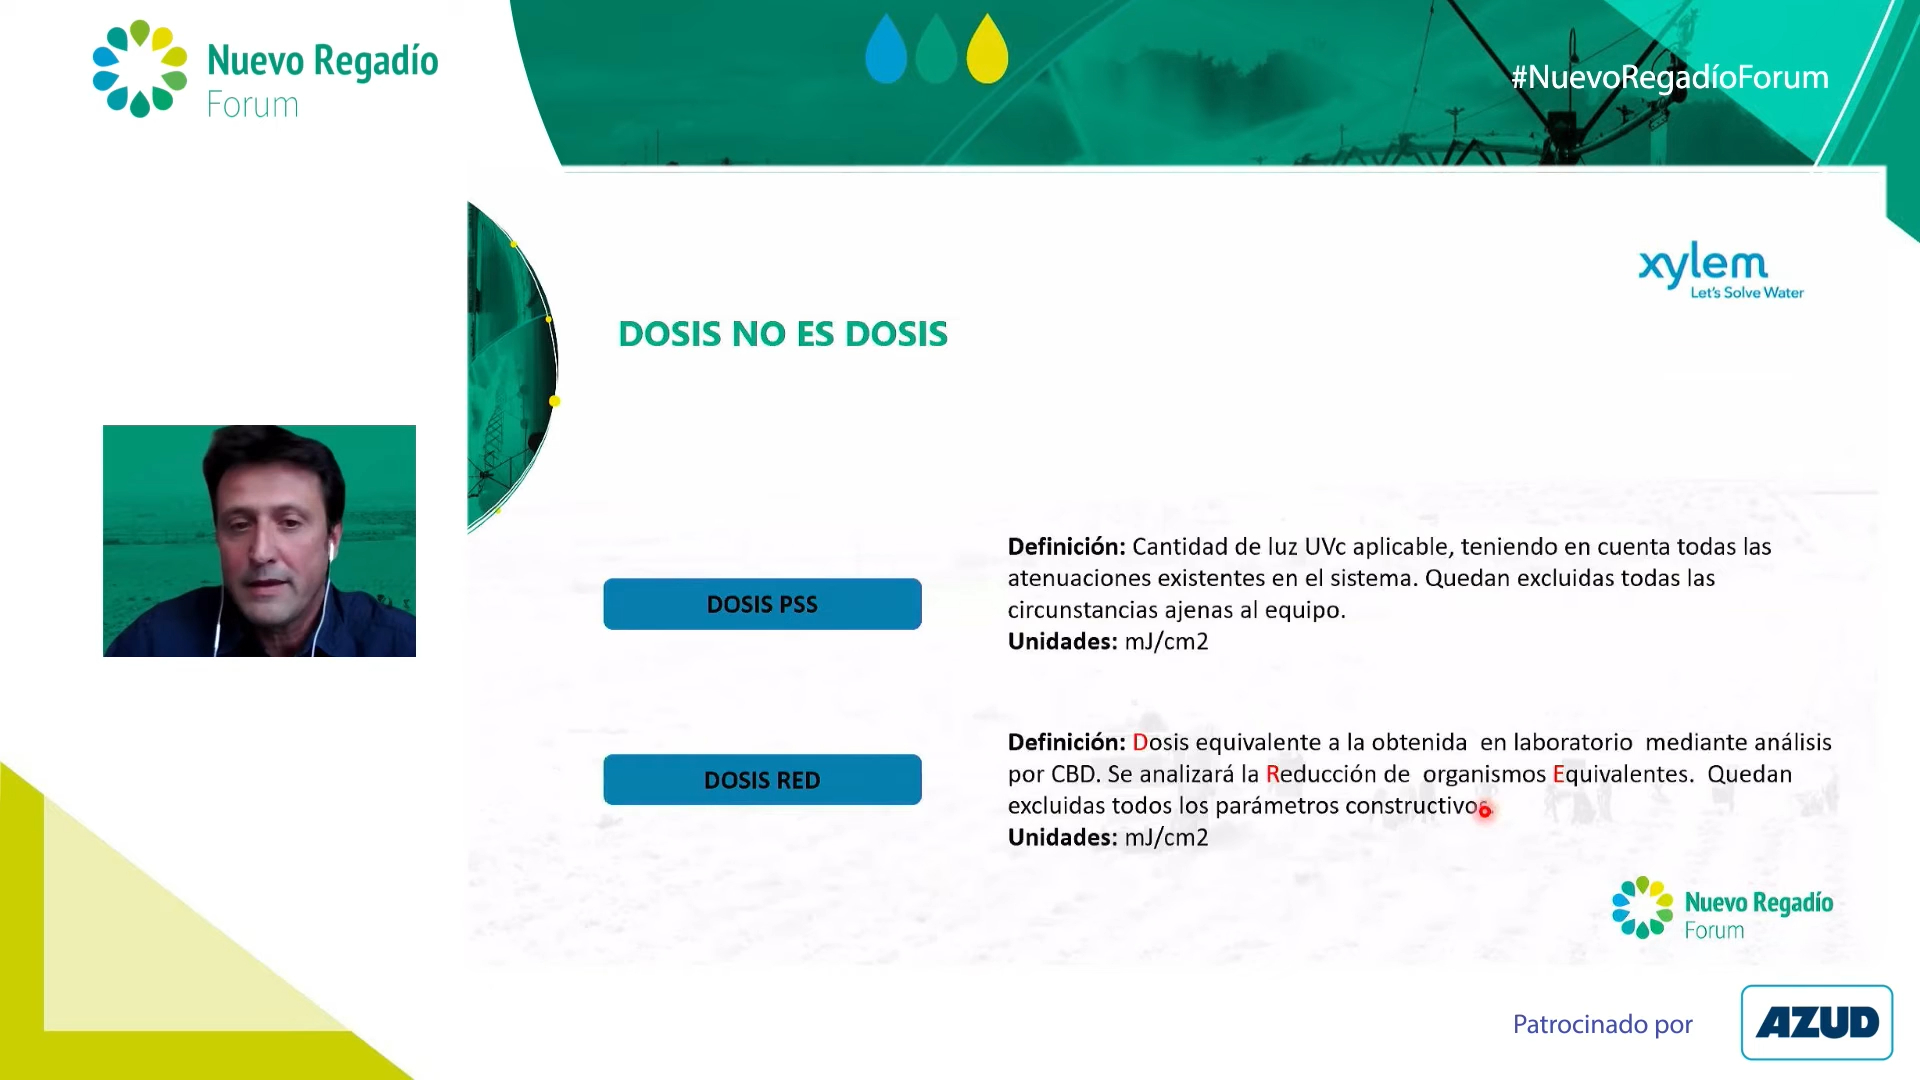 Nuevo Regadío
Forum
#NuevoRegadíoForum
xylem
Let's Solve Water
DOSIS NO ES DOSIS
DOSIS PSS
Definición: Cantidad de luz UVc aplicable, teniendo en cuenta todas las
atenuaciones existentes en el sistema. Quedan excluidas todas las
circunstancias ajenas al equipo.
Unidades: mJ/cm2
DOSIS RED
Definición: Dosis equivalente a la obtenida en laboratorio mediante análisis
por CBD. Se analizará la Reducción de organismos Equivalentes. Quedan
excluidas todos los parámetros constructivos
Unidades: mJ/cm2
Nuevo Regadío
Forum
Patrocinado por
AZUD